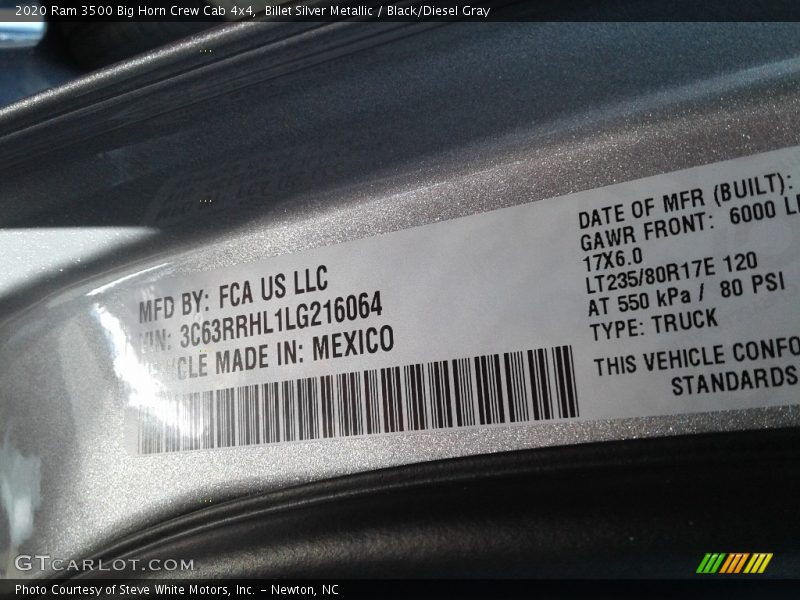 2020 Ram 3500 Big Horn Crew Cab 4x4, Billet Silver Metallic / Black/Diesel Gray
MFD BY: FCA US LLC
VIN: 3C63RRHL1LG216064
VEHICLE MADE IN: MEXICO
DATE OF MFR (BUILT):
GAWR FRONT: 6000
17X6.0
LT235/80R17E 120
AT 550 kPa / 80 PSI
TYPE: TRUCK
THIS VEHICLE
STANDARDS
GTCARLOT.COM
Photo Courtesy of Steve White Motors, Inc. – Newton, NC